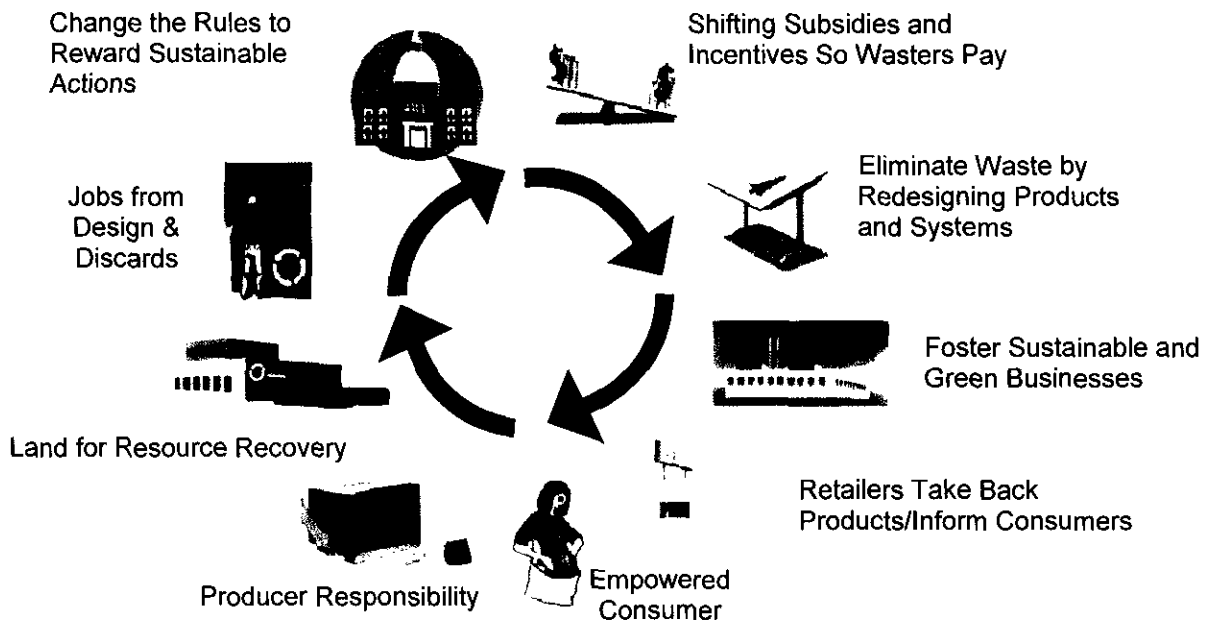 Change the Rules to
Reward Sustainable
Actions
Shifting Subsidies and
Incentives So Wasters Pay
Eliminate Waste by
Redesigning Products
and Systems
Foster Sustainable and
Green Businesses
Retailers Take Back
Products/Inform Consumers
Empowered
Consumer
Producer Responsibility
Land for Resource Recovery
Jobs from
Design &
Discards